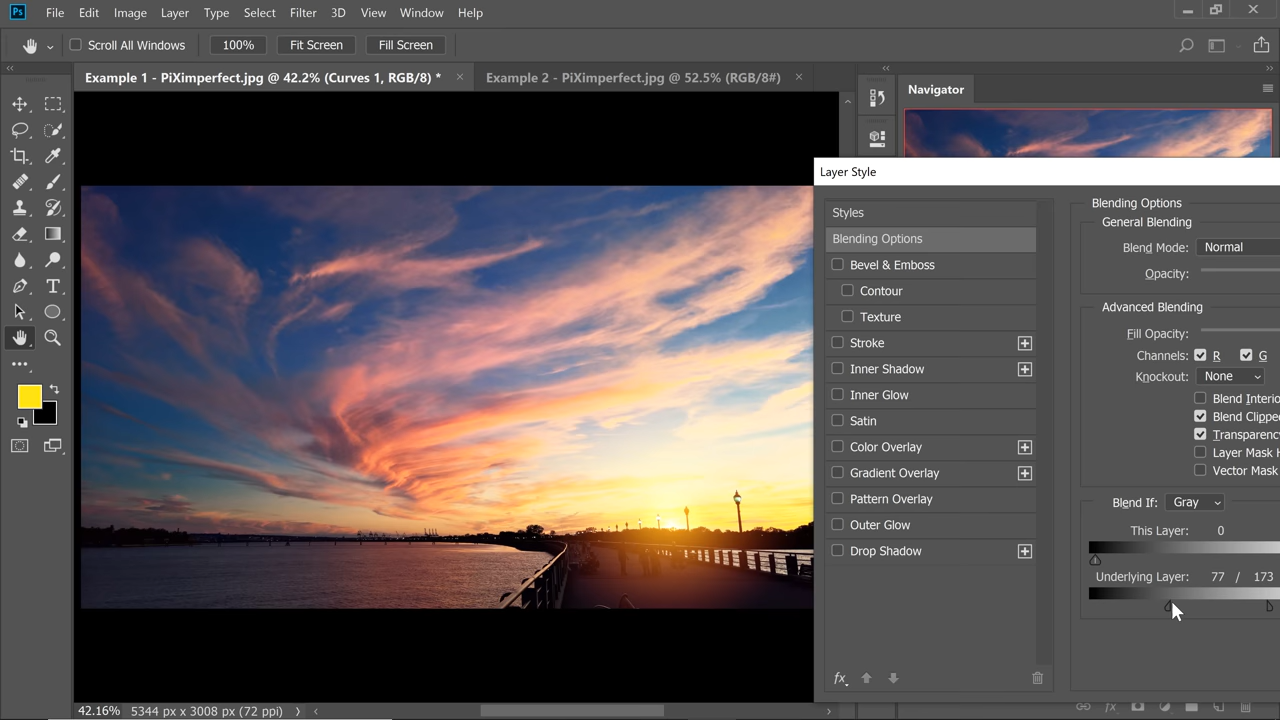 Ps File Edit Image Layer Type Select Filter 3D View Window Help
Scroll All Windows 100% Fit Screen Fill Screen
Example 1 - PiXimperfect.jpg @ 42.2% (Curves 1, RGB/8) * Example 2 - PiXimperfect.jpg @ 52.5% (RGB/8#)
Navigator
Layer Style
Styles
Blending Options
Bevel & Emboss
Contour
Texture
Stroke
Inner Shadow
Inner Glow
Satin
Color Overlay
Gradient Overlay
Pattern Overlay
Outer Glow
Drop Shadow
fx
Blending Options
General Blending
Blend Mode: Normal
Opacity:
Advanced Blending
Fill Opacity:
Channels: R G
Knockout: None
Blend Interio
Blend Clippe
Transparenc
Layer Mask H
Vector Mask
Blend If: Gray
This Layer: 0
Underlying Layer: 77 / 173
42.16% 5344 px x 3008 px (72 ppi)
fx